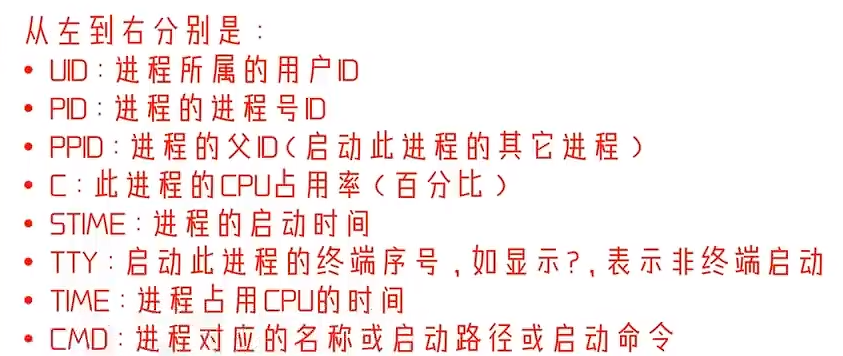 从左到右分别是：
• UID：进程所属的用户ID
• PID：进程的进程号ID
• PPID：进程的父ID（启动此进程的其它进程）
• C：此进程的CPU占用率（百分比）
• STIME：进程的启动时间
• TTY：启动此进程的终端序号，如显示?，表示非终端启动
• TIME：进程占用CPU的时间
• CMD：进程对应的名称或启动路径或启动命令